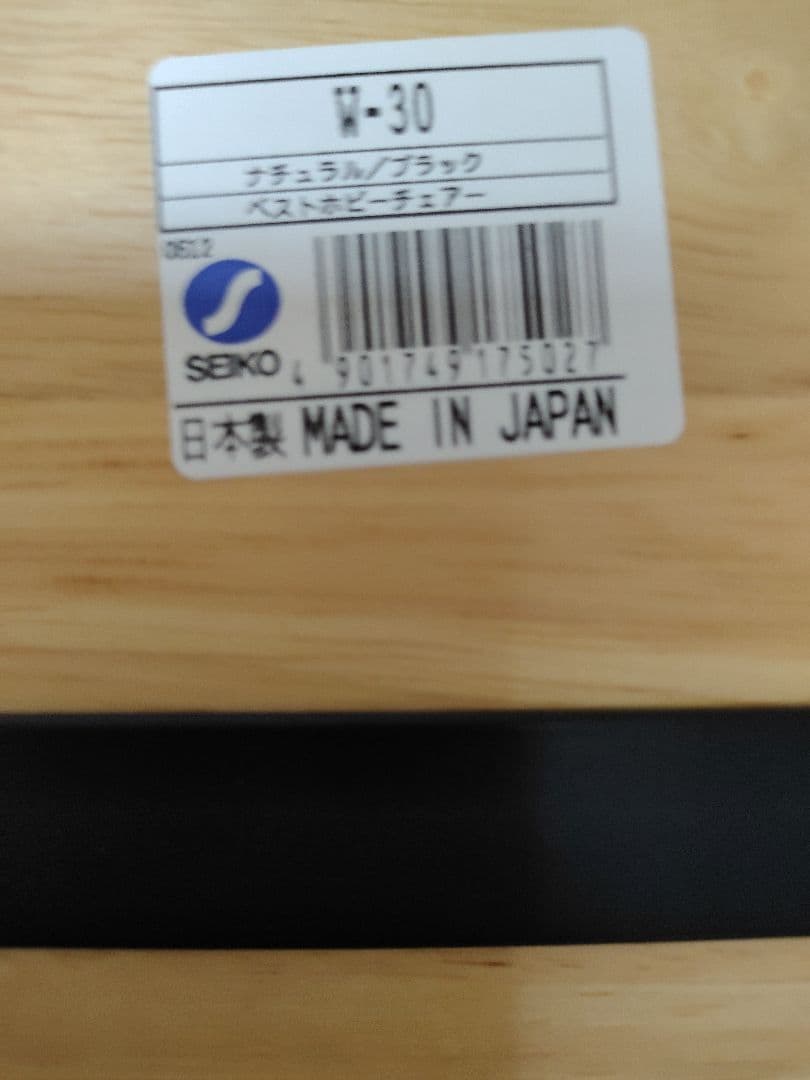 W-30
ナチュラル/ブラック
ベストホビーチェアー
0612
SEIKO
4 901749 175027
日本製 MADE IN JAPAN